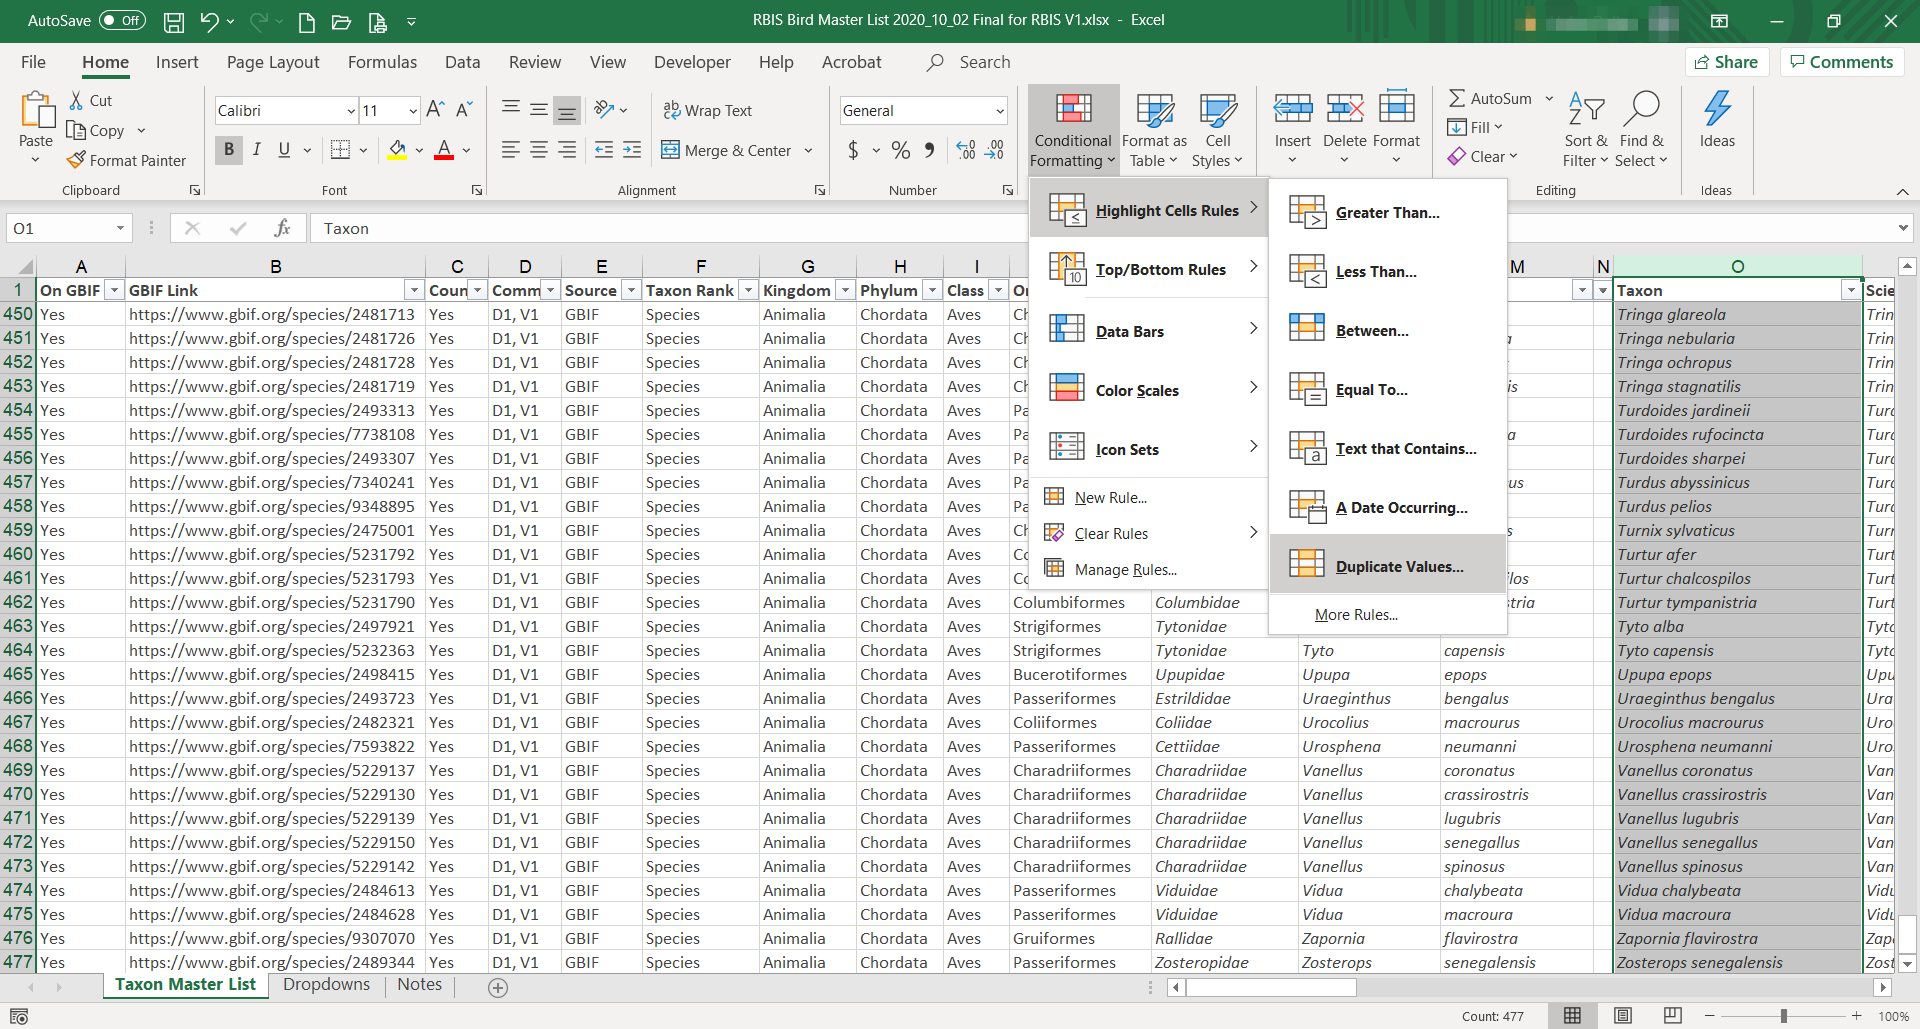 AutoSave Off RBIS Bird Master List 2020_10_02 Final for RBIS V1.xlsx - Excel
File Home Insert Page Layout Formulas Data Review View Developer Help Acrobat Search Share Comments
Paste Cut Copy Format Painter Clipboard
Calibri 11 B I U A Font
Wrap Text Merge & Center Alignment
General $ % Number
Conditional Formatting Format as Table Cell Styles
Insert Delete Format
AutoSum Fill Clear Sort & Filter Find & Select Editing
Ideas Ideas
O1 fx Taxon
Highlight Cells Rules
Top/Bottom Rules
Data Bars
Color Scales
Icon Sets
New Rule...
Clear Rules
Manage Rules...
Greater Than...
Less Than...
Between...
Equal To...
Text that Contains...
A Date Occurring...
Duplicate Values...
More Rules...
A B C D E F G H I M N O
1 On GBIF GBIF Link Coun Comm Source Taxon Rank Kingdom Phylum Class Or Taxon Scie
450 Yes https://www.gbif.org/species/2481713 Yes D1, V1 GBIF Species Animalia Chordata Aves Ch Tringa glareola Trin
451 Yes https://www.gbif.org/species/2481726 Yes D1, V1 GBIF Species Animalia Chordata Aves Ch a Tringa nebularia Trin
452 Yes https://www.gbif.org/species/2481728 Yes D1, V1 GBIF Species Animalia Chordata Aves Ch Tringa ochropus Trin
453 Yes https://www.gbif.org/species/2481719 Yes D1, V1 GBIF Species Animalia Chordata Aves Ch is Tringa stagnatilis Trin
454 Yes https://www.gbif.org/species/2493313 Yes D1, V1 GBIF Species Animalia Chordata Aves Pa Turdoides jardineii Turd
455 Yes https://www.gbif.org/species/7738108 Yes D1, V1 GBIF Species Animalia Chordata Aves Pa a Turdoides rufocincta Turd
456 Yes https://www.gbif.org/species/2493307 Yes D1, V1 GBIF Species Animalia Chordata Aves Pa Turdoides sharpei Turd
457 Yes https://www.gbif.org/species/7340241 Yes D1, V1 GBIF Species Animalia Chordata Aves Pa us Turdus abyssinicus Turd
458 Yes https://www.gbif.org/species/9348895 Yes D1, V1 GBIF Species Animalia Chordata Aves Pa Turdus pelios Turd
459 Yes https://www.gbif.org/species/2475001 Yes D1, V1 GBIF Species Animalia Chordata Aves Ch s Turnix sylvaticus Turn
460 Yes https://www.gbif.org/species/5231792 Yes D1, V1 GBIF Species Animalia Chordata Aves Co Turtur afer Turt
461 Yes https://www.gbif.org/species/5231793 Yes D1, V1 GBIF Species Animalia Chordata Aves Co ilos Turtur chalcospilos Turt
462 Yes https://www.gbif.org/species/5231790 Yes D1, V1 GBIF Species Animalia Chordata Aves Columbiformes Columbidae stria Turtur tympanistria Turt
463 Yes https://www.gbif.org/species/2497921 Yes D1, V1 GBIF Species Animalia Chordata Aves Strigiformes Tytonidae Tyto alba Tyto
464 Yes https://www.gbif.org/species/5232363 Yes D1, V1 GBIF Species Animalia Chordata Aves Strigiformes Tytonidae Tyto capensis Tyto capensis Tyto
465 Yes https://www.gbif.org/species/2498415 Yes D1, V1 GBIF Species Animalia Chordata Aves Bucerotiformes Upupidae Upupa epops Upupa epops Upu
466 Yes https://www.gbif.org/species/2493723 Yes D1, V1 GBIF Species Animalia Chordata Aves Passeriformes Estrildidae Uraeginthus bengalus Uraeginthus bengalus Ura
467 Yes https://www.gbif.org/species/2482321 Yes D1, V1 GBIF Species Animalia Chordata Aves Coliiformes Coliidae Urocolius macrourus Urocolius macrourus Uro
468 Yes https://www.gbif.org/species/7593822 Yes D1, V1 GBIF Species Animalia Chordata Aves Passeriformes Cettiidae Urosphena neumanni Urosphena neumanni Uros
469 Yes https://www.gbif.org/species/5229137 Yes D1, V1 GBIF Species Animalia Chordata Aves Charadriiformes Charadriidae Vanellus coronatus Vanellus coronatus Van
470 Yes https://www.gbif.org/species/5229130 Yes D1, V1 GBIF Species Animalia Chordata Aves Charadriiformes Charadriidae Vanellus crassirostris Vanellus crassirostris Van
471 Yes https://www.gbif.org/species/5229139 Yes D1, V1 GBIF Species Animalia Chordata Aves Charadriiformes Charadriidae Vanellus lugubris Vanellus lugubris Van
472 Yes https://www.gbif.org/species/5229150 Yes D1, V1 GBIF Species Animalia Chordata Aves Charadriiformes Charadriidae Vanellus senegallus Vanellus senegallus Van
473 Yes https://www.gbif.org/species/5229142 Yes D1, V1 GBIF Species Animalia Chordata Aves Charadriiformes Charadriidae Vanellus spinosus Vanellus spinosus Van
474 Yes https://www.gbif.org/species/2484613 Yes D1, V1 GBIF Species Animalia Chordata Aves Passeriformes Viduidae Vidua chalybeata Vidua chalybeata Vidu
475 Yes https://www.gbif.org/species/2484628 Yes D1, V1 GBIF Species Animalia Chordata Aves Passeriformes Viduidae Vidua macroura Vidua macroura Vidu
476 Yes https://www.gbif.org/species/9307070 Yes D1, V1 GBIF Species Animalia Chordata Aves Gruiformes Rallidae Zapornia flavirostra Zapornia flavirostra Zap
477 Yes https://www.gbif.org/species/2489344 Yes D1, V1 GBIF Species Animalia Chordata Aves Passeriformes Zosteropidae Zosterops senegalensis Zosterops senegalensis Zost
Taxon Master List Dropdowns Notes
Count: 477 100%